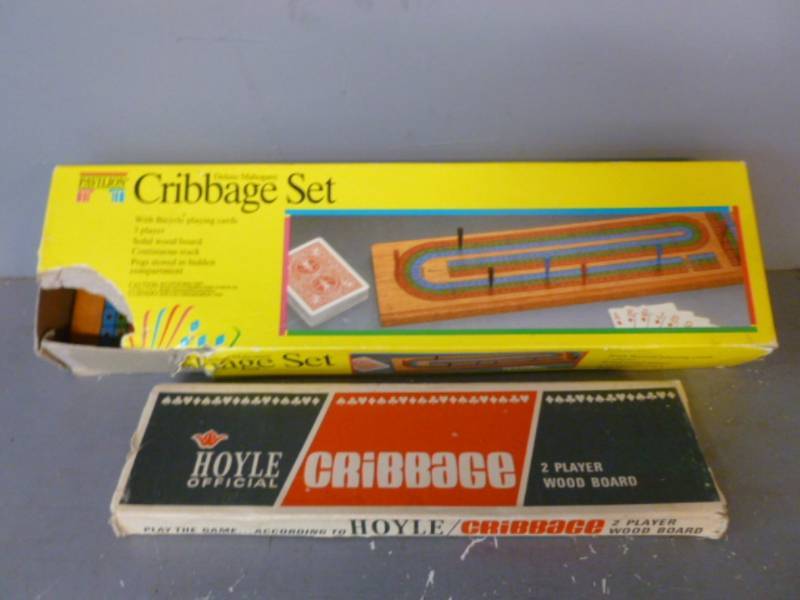 PAVILION
Deluxe Mahogany
Cribbage Set
With Bicycle playing cards
3 player
Solid wood board
Continuous track
Pegs stored in hidden
compartment
Cribbage Set
HOYLE
OFFICIAL
CRiBBaGe
2 PLAYER
WOOD BOARD
PLAY THE GAME... ACCORDING TO HOYLE/CRiBBaGe 2 PLAYER
WOOD BOARD